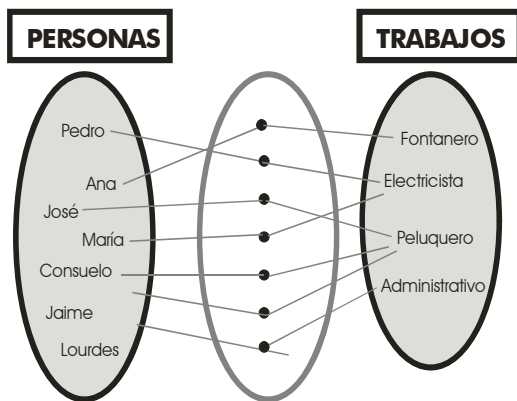 PERSONAS
TRABAJOS
Pedro
Ana
José
María
Consuelo
Jaime
Lourdes
Fontanero
Electricista
Peluquero
Administrativo